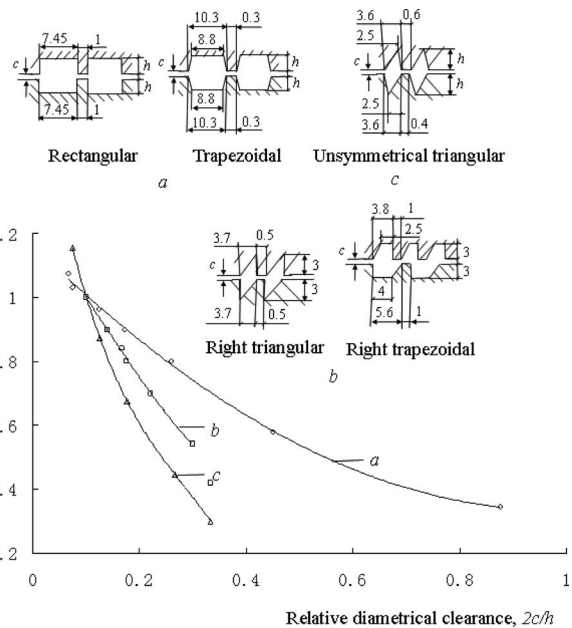 3.6 0.6
10.3 0.3
7.45 1
8.8
2.5
c h
c h
c h
h
h
h
7.45 1
8.8
10.3 0.3
2.5
3.6 0.4
Rectangular Trapezoidal Unsymmetrical triangular
a c
.2
3.8 1
3.7 0.5
2.5
c 3
c 3
3
3
1
4
3.7 0.5
5.6 1
Right triangular Right trapezoidal
b
.8
b
.6
a
c
.4
.2
0 0.2 0.4 0.6 0.8 1
Relative diametrical clearance, 2c/h